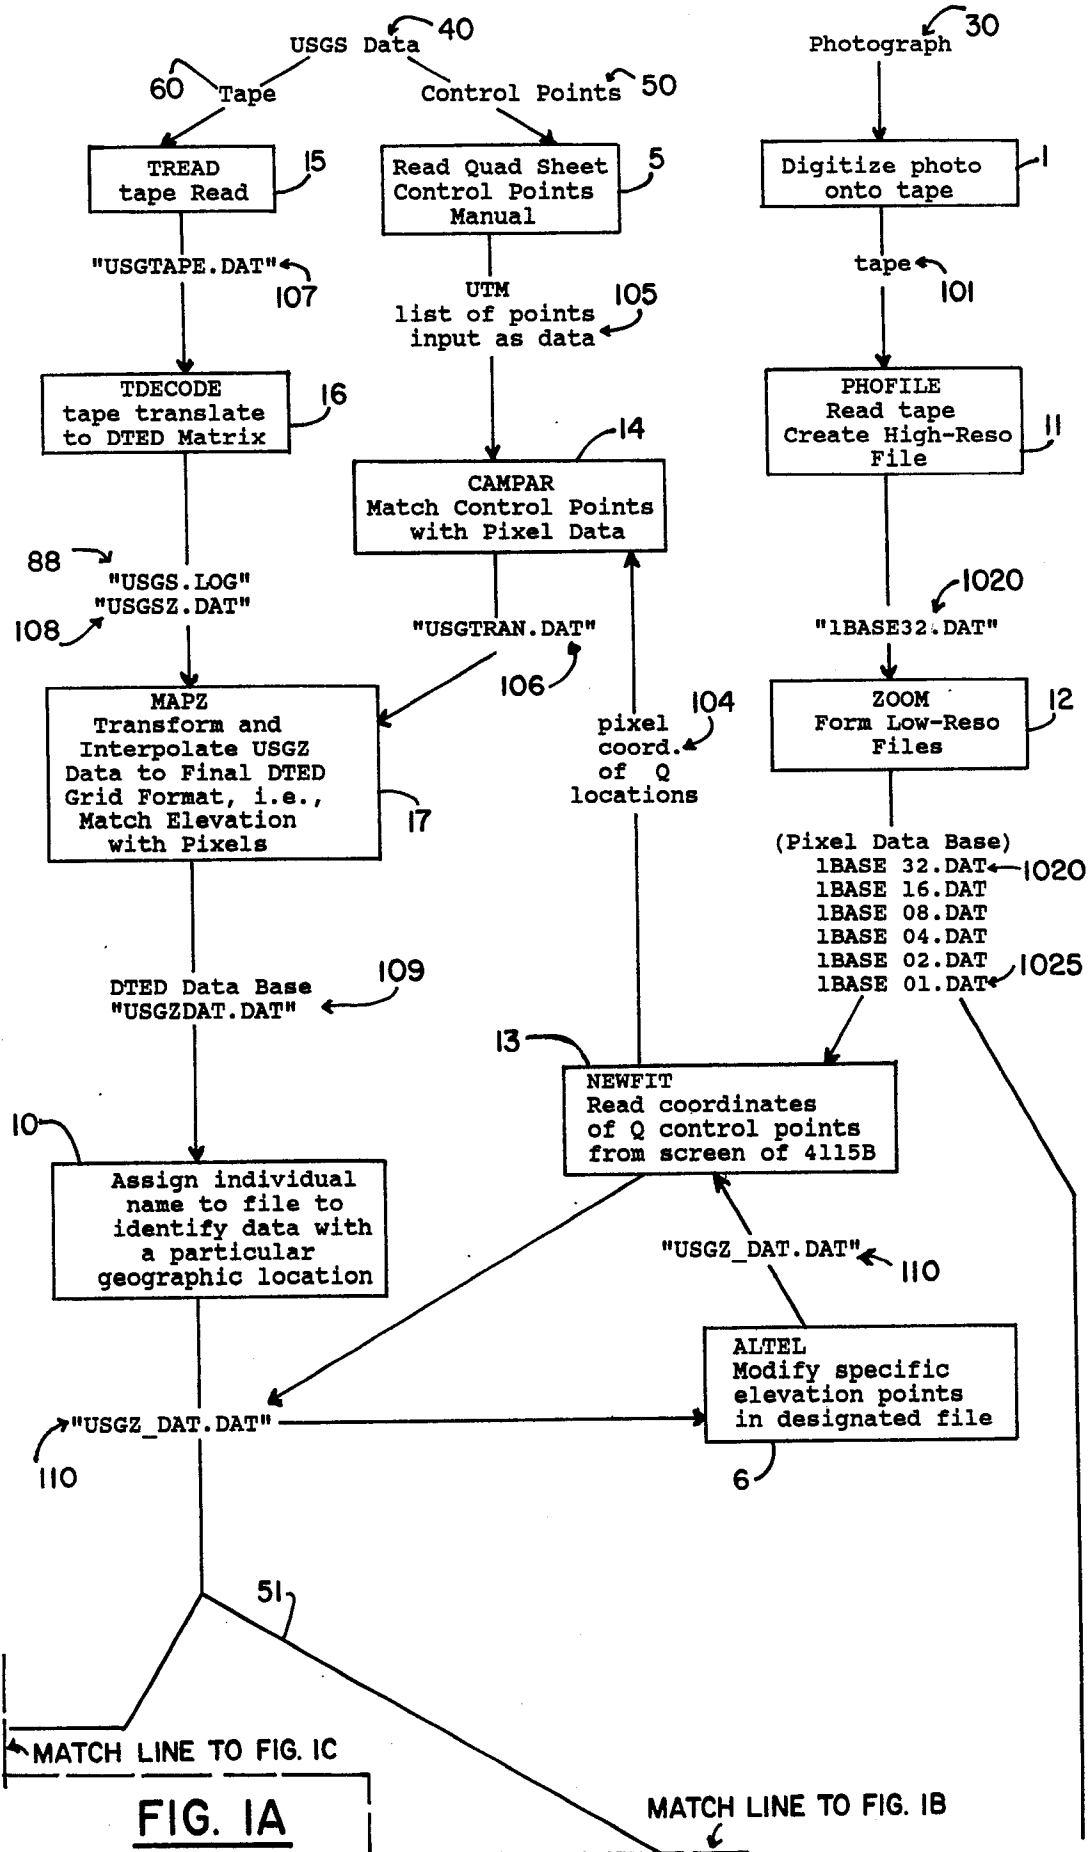 40
USGS Data
30
Photograph
60
Tape
Control Points
50
TREAD
tape Read
15
Read Quad Sheet
Control Points
Manual
5
Digitize photo
onto tape
1
"USGTAPE.DAT"
107
UTM
list of points
input as data
105
tape
101
TDECODE
tape translate
to DTED Matrix
16
14
CAMPAR
Match Control Points
with Pixel Data
PHOFILE
Read tape
Create High-Reso
File
11
88
"USGS.LOG"
"USGSZ.DAT"
108
"USGTRAN.DAT"
106
1020
"1BASE32.DAT"
MAPZ
Transform and
Interpolate USGZ
Data to Final DTED
Grid Format, i.e.,
Match Elevation
with Pixels
17
pixel
coord.
of Q
locations
104
ZOOM
Form Low-Reso
Files
12
(Pixel Data Base)
1BASE 32.DAT
1020
1BASE 16.DAT
1BASE 08.DAT
1BASE 04.DAT
1BASE 02.DAT
1BASE 01.DAT
1025
DTED Data Base
"USGZDAT.DAT"
109
13
NEWFIT
Read coordinates
of Q control points
from screen of 4115B
10
Assign individual
name to file to
identify data with
a particular
geographic location
"USGZ_DAT.DAT"
110
ALTEL
Modify specific
elevation points
in designated file
6
"USGZ_DAT.DAT"
110
51
MATCH LINE TO FIG. 1C
FIG. 1A
MATCH LINE TO FIG. 1B